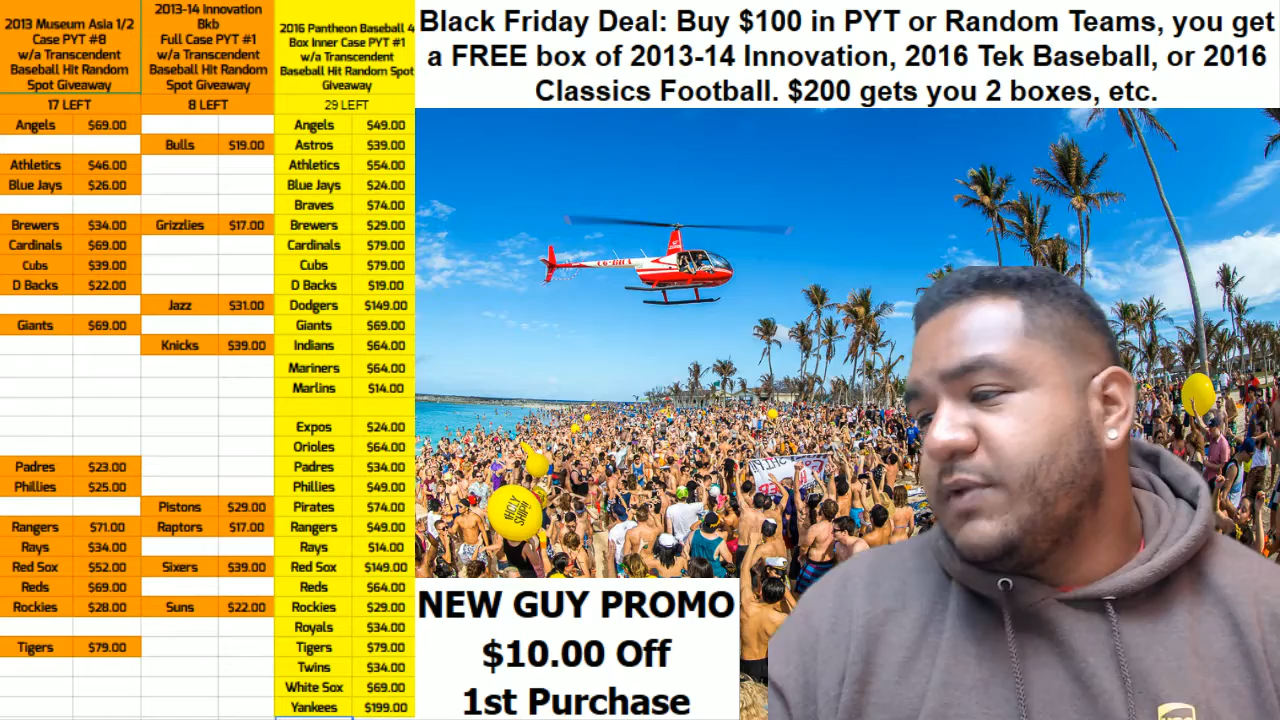 2013 Museum Asia 1/2
Case PYT #8
w/a Transcendent
Baseball Hit Random
Spot Giveaway
17 LEFT
Angels $69.00
Athletics $46.00
Blue Jays $26.00
Brewers $34.00
Cardinals $69.00
Cubs $39.00
D Backs $22.00
Giants $69.00
Padres $23.00
Phillies $25.00
Rangers $71.00
Rays $34.00
Red Sox $52.00
Reds $69.00
Rockies $28.00
Tigers $79.00
2013-14 Innovation
Bkb
Full Case PYT #1
w/a Transcendent
Baseball Hit Random
Spot Giveaway
8 LEFT
Bulls $19.00
Grizzlies $17.00
Jazz $31.00
Knicks $39.00
Pistons $29.00
Raptors $17.00
Sixers $39.00
Suns $22.00
2016 Pantheon Baseball 4
Box Inner Case PYT #1
w/a Transcendent
Baseball Hit Random Spot
Giveaway
29 LEFT
Angels $49.00
Astros $39.00
Athletics $54.00
Blue Jays $24.00
Braves $74.00
Brewers $29.00
Cardinals $79.00
Cubs $79.00
D Backs $19.00
Dodgers $149.00
Giants $69.00
Indians $64.00
Mariners $64.00
Marlins $14.00
Expos $24.00
Orioles $64.00
Padres $34.00
Phillies $49.00
Pirates $74.00
Rangers $49.00
Rays $14.00
Red Sox $149.00
Reds $64.00
Rockies $29.00
Royals $34.00
Tigers $79.00
Twins $34.00
White Sox $69.00
Yankees $199.00
Black Friday Deal: Buy $100 in PYT or Random Teams, you get
a FREE box of 2013-14 Innovation, 2016 Tek Baseball, or 2016
Classics Football. $200 gets you 2 boxes, etc.
#HOLY
SHIP!
NEW GUY PROMO
$10.00 Off
1st Purchase